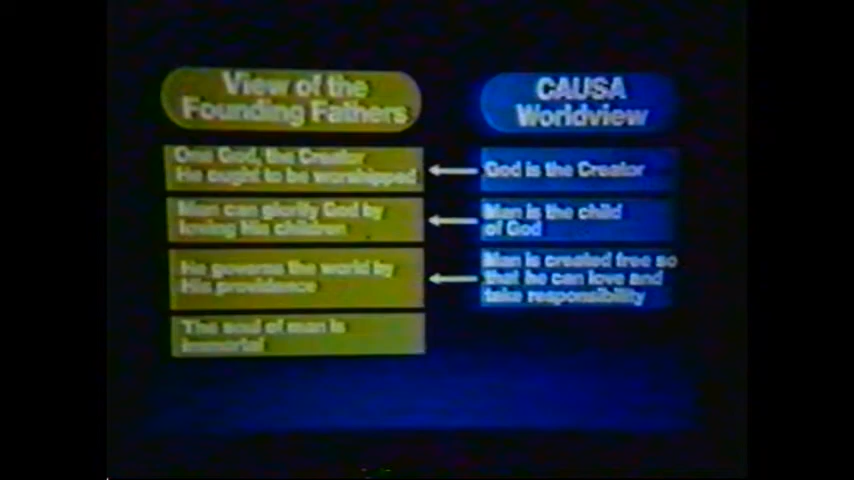 View of the
Founding Fathers
One God, the Creator
He ought to be worshipped
Man can glorify God by
loving His children
He governs the world by
His providence
The soul of man is
immortal
CAUSA
Worldview
God is the Creator
Man is the child
of God
Man is created free so
that he can love and
take responsibility